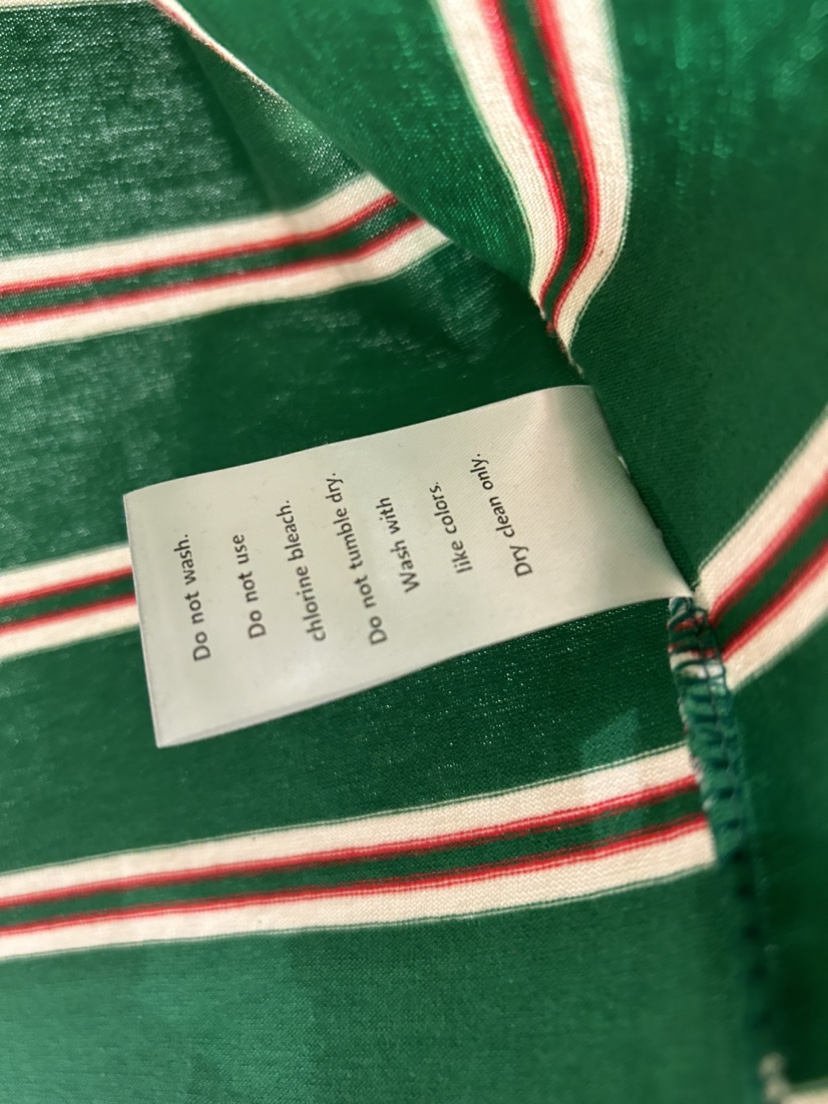 Do not wash.
Do not use
chlorine bleach.
Do not tumble dry.
Wash with
like colors.
Dry clean only.